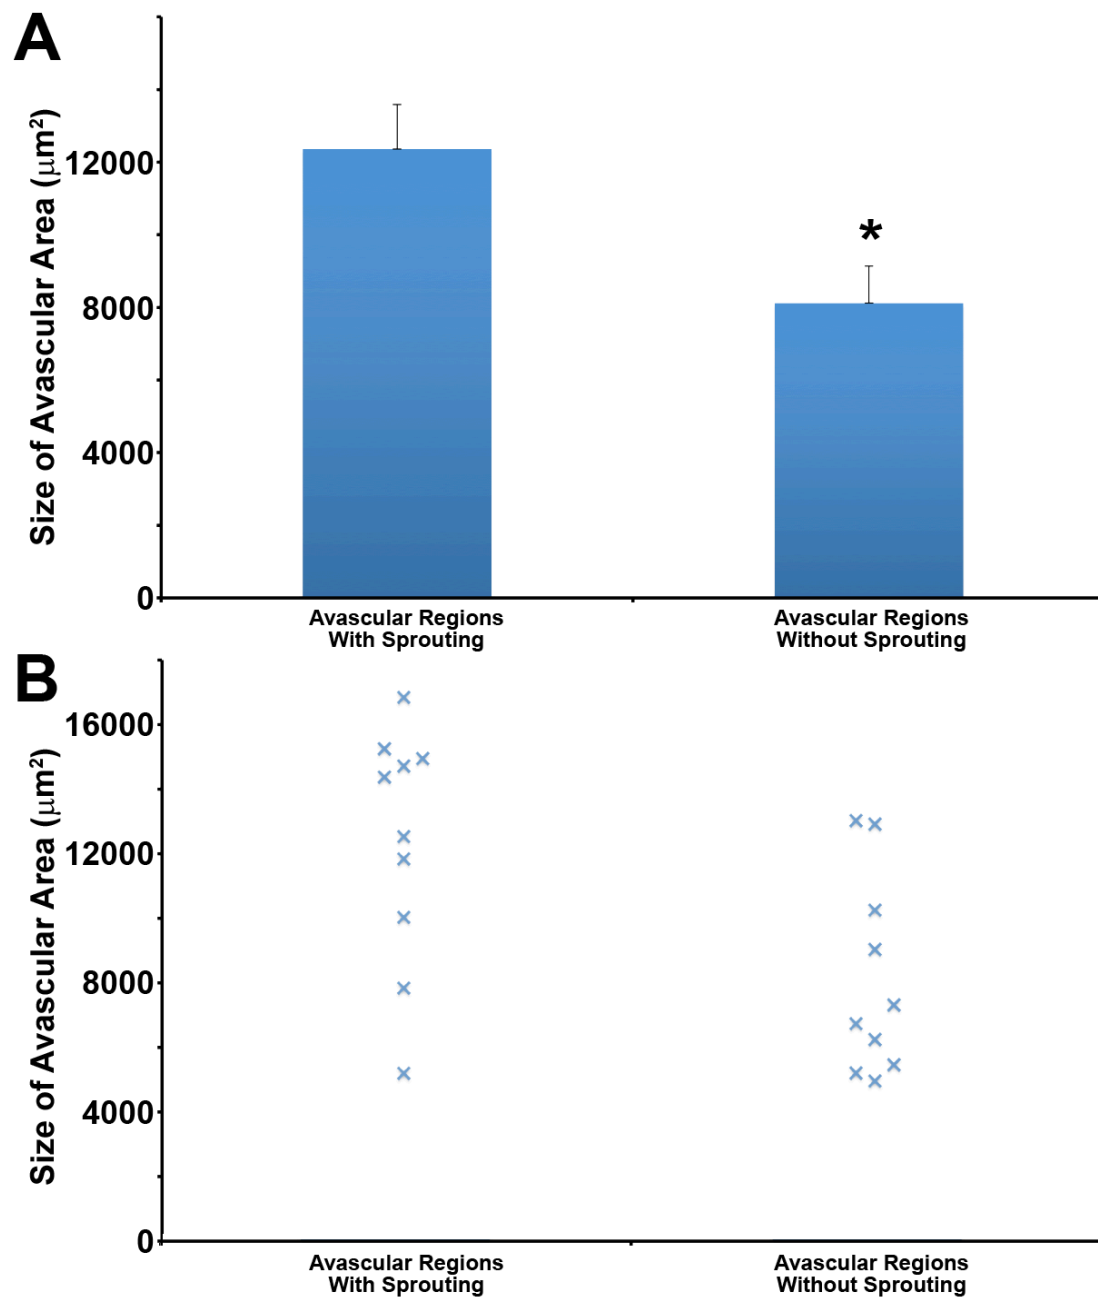 A
Size of Avascular Area (μm²)
12000
8000
4000
0
*
Avascular Regions
With Sprouting
Avascular Regions
Without Sprouting
B
Size of Avascular Area (μm²)
16000
12000
8000
4000
0
Avascular Regions
With Sprouting
Avascular Regions
Without Sprouting